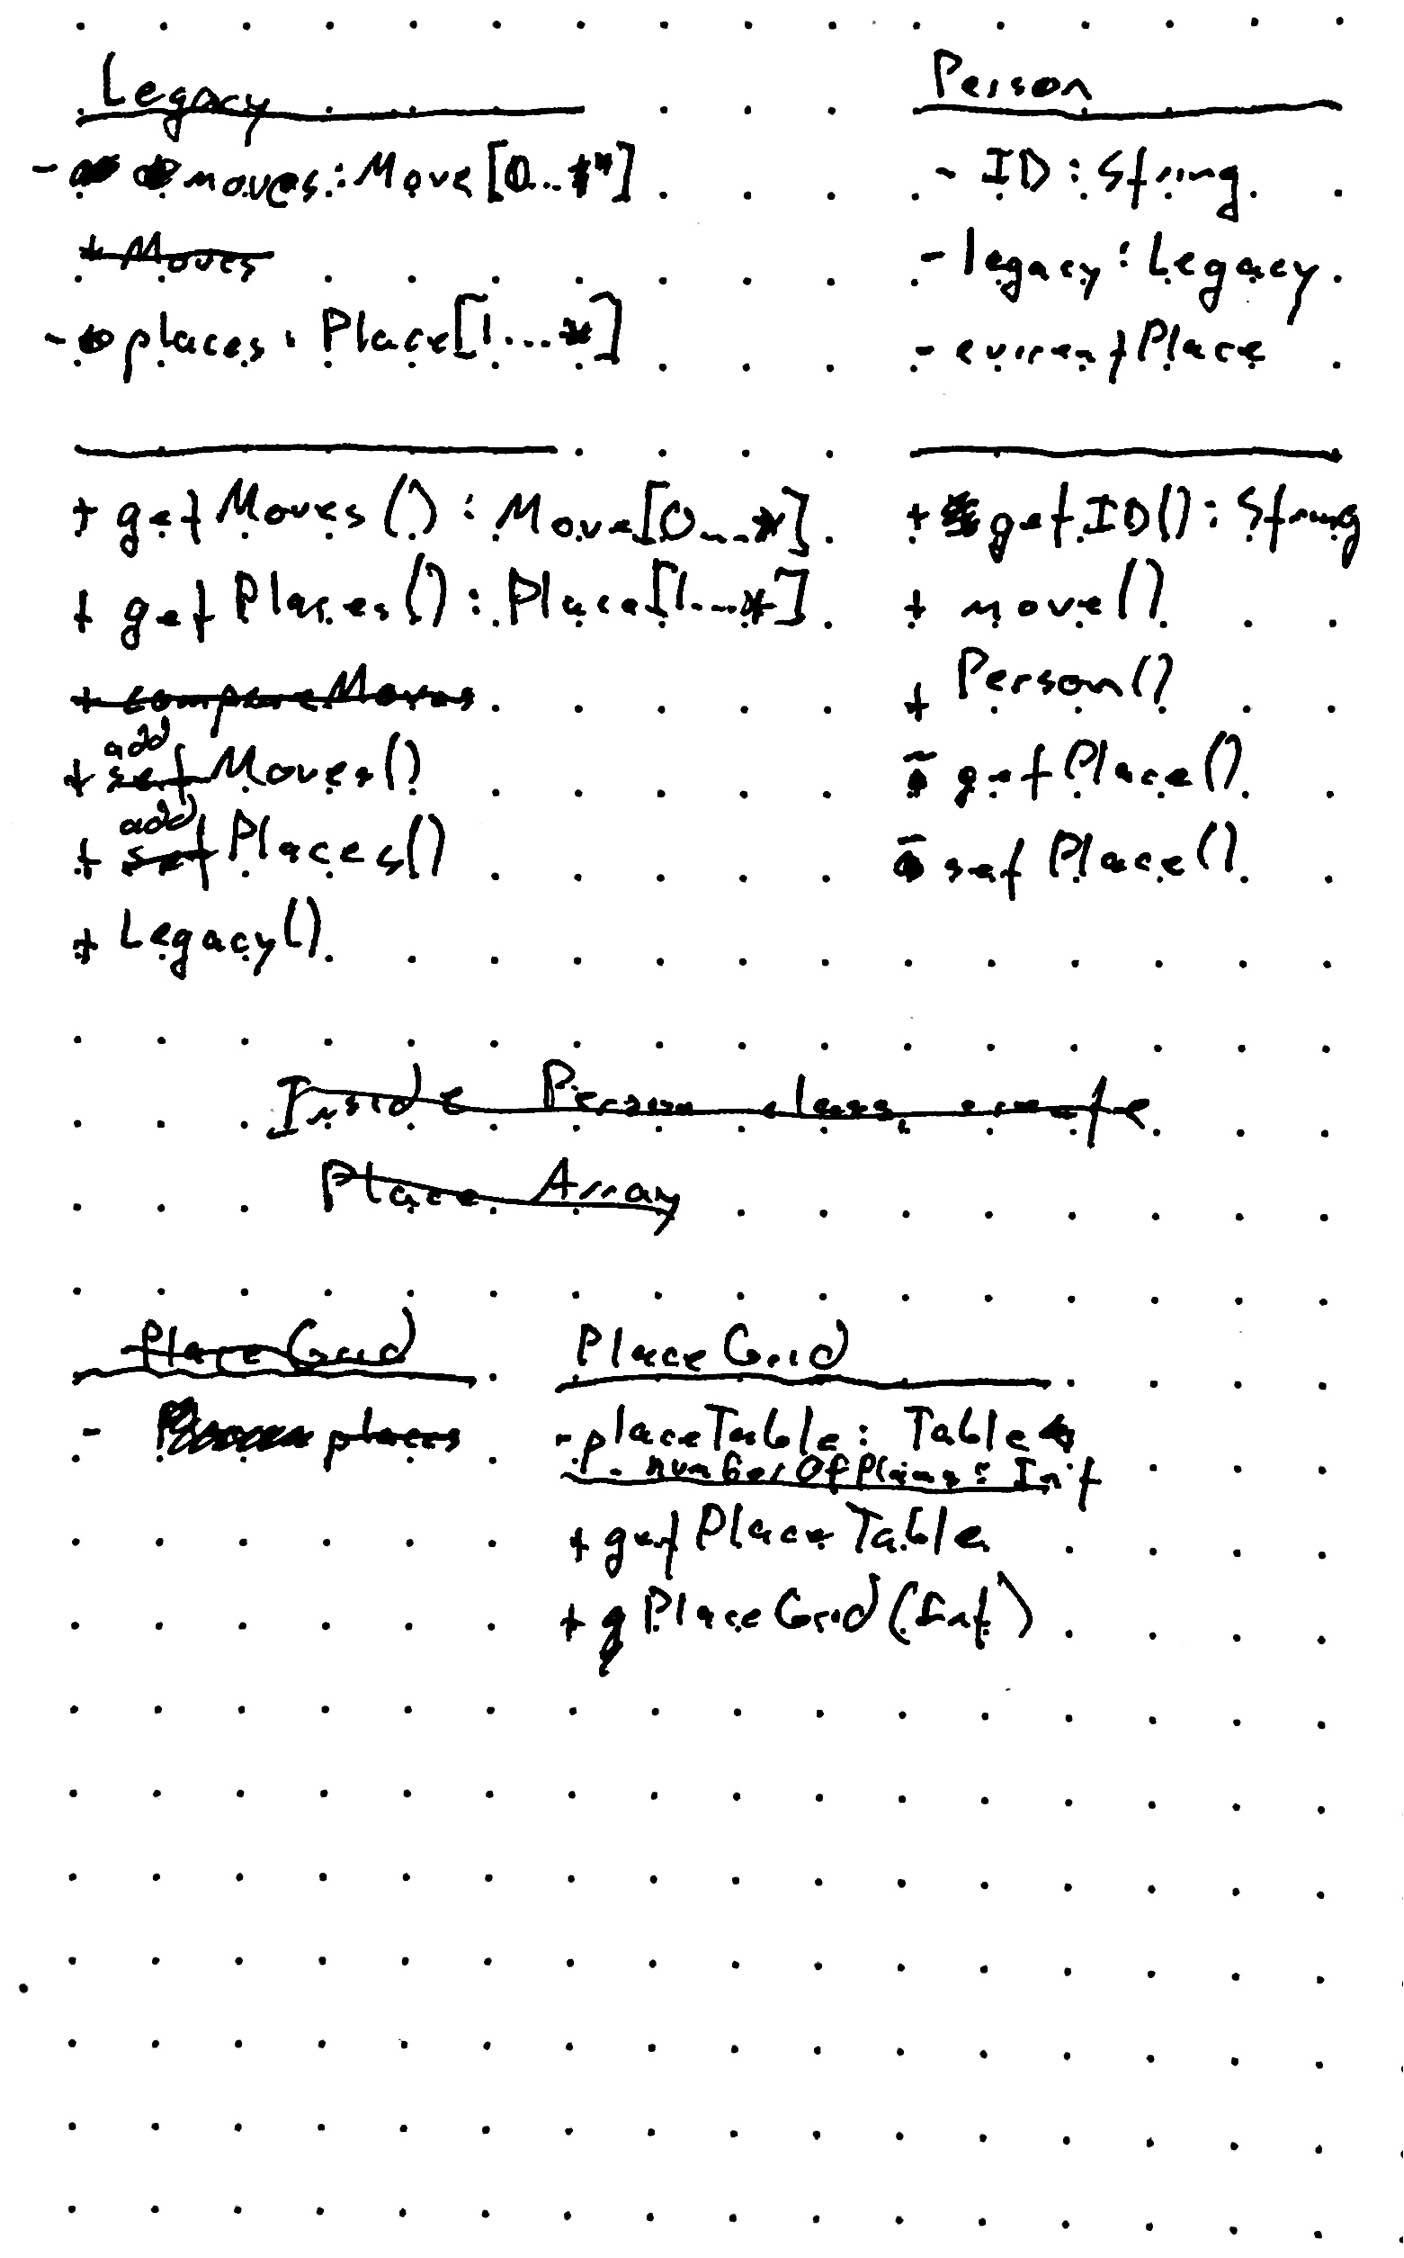 Legacy
- moves : Move [0...*]
+ Moves
- places : Place [1...*]
+ getMoves() : Move[0...*]
+ getPlaces() : Place[1...*]
+ compareMoves
add
+ set Moves()
add
+ set Places()
+ Legacy()
Person
- ID : String
- legacy : Legacy
- currentPlace
+ getID() : String
+ move()
+ Person()
- getPlace()
- setPlace()
Inside Person class, create
Place Array
PlaceGrid
- places
PlaceGrid
- placeTable : Table
- numberOf : Int
+ getPlaceTable
+ PlaceGrid(Int)